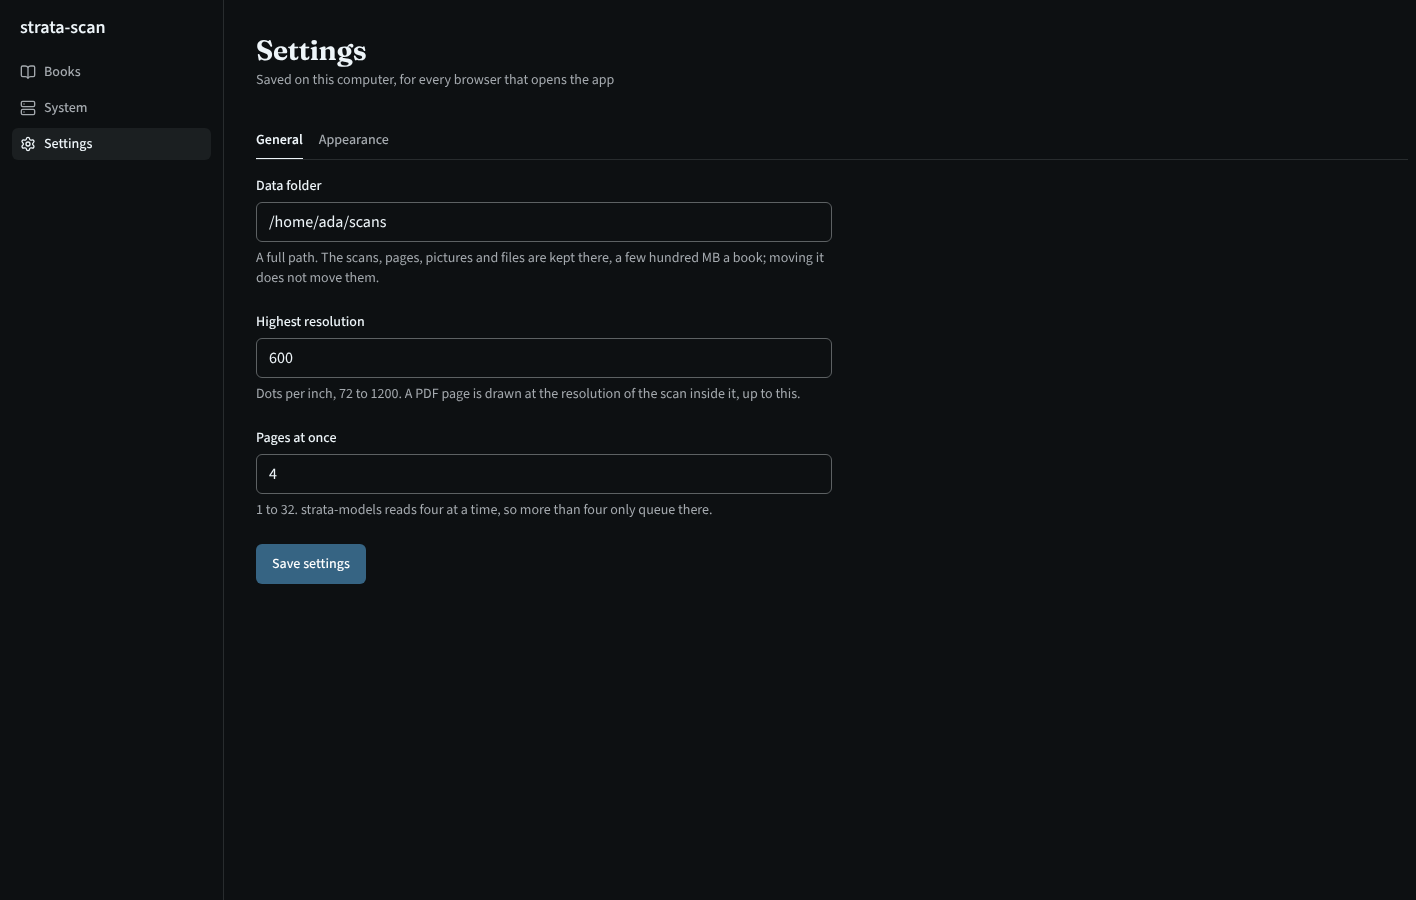 strata-scan
Books
System
Settings
Settings
Saved on this computer, for every browser that opens the app
General
Appearance
Data folder
/home/ada/scans
A full path. The scans, pages, pictures and files are kept there, a few hundred MB a book; moving it
does not move them.
Highest resolution
600
Dots per inch, 72 to 1200. A PDF page is drawn at the resolution of the scan inside it, up to this.
Pages at once
4
1 to 32. strata-models reads four at a time, so more than four only queue there.
Save settings